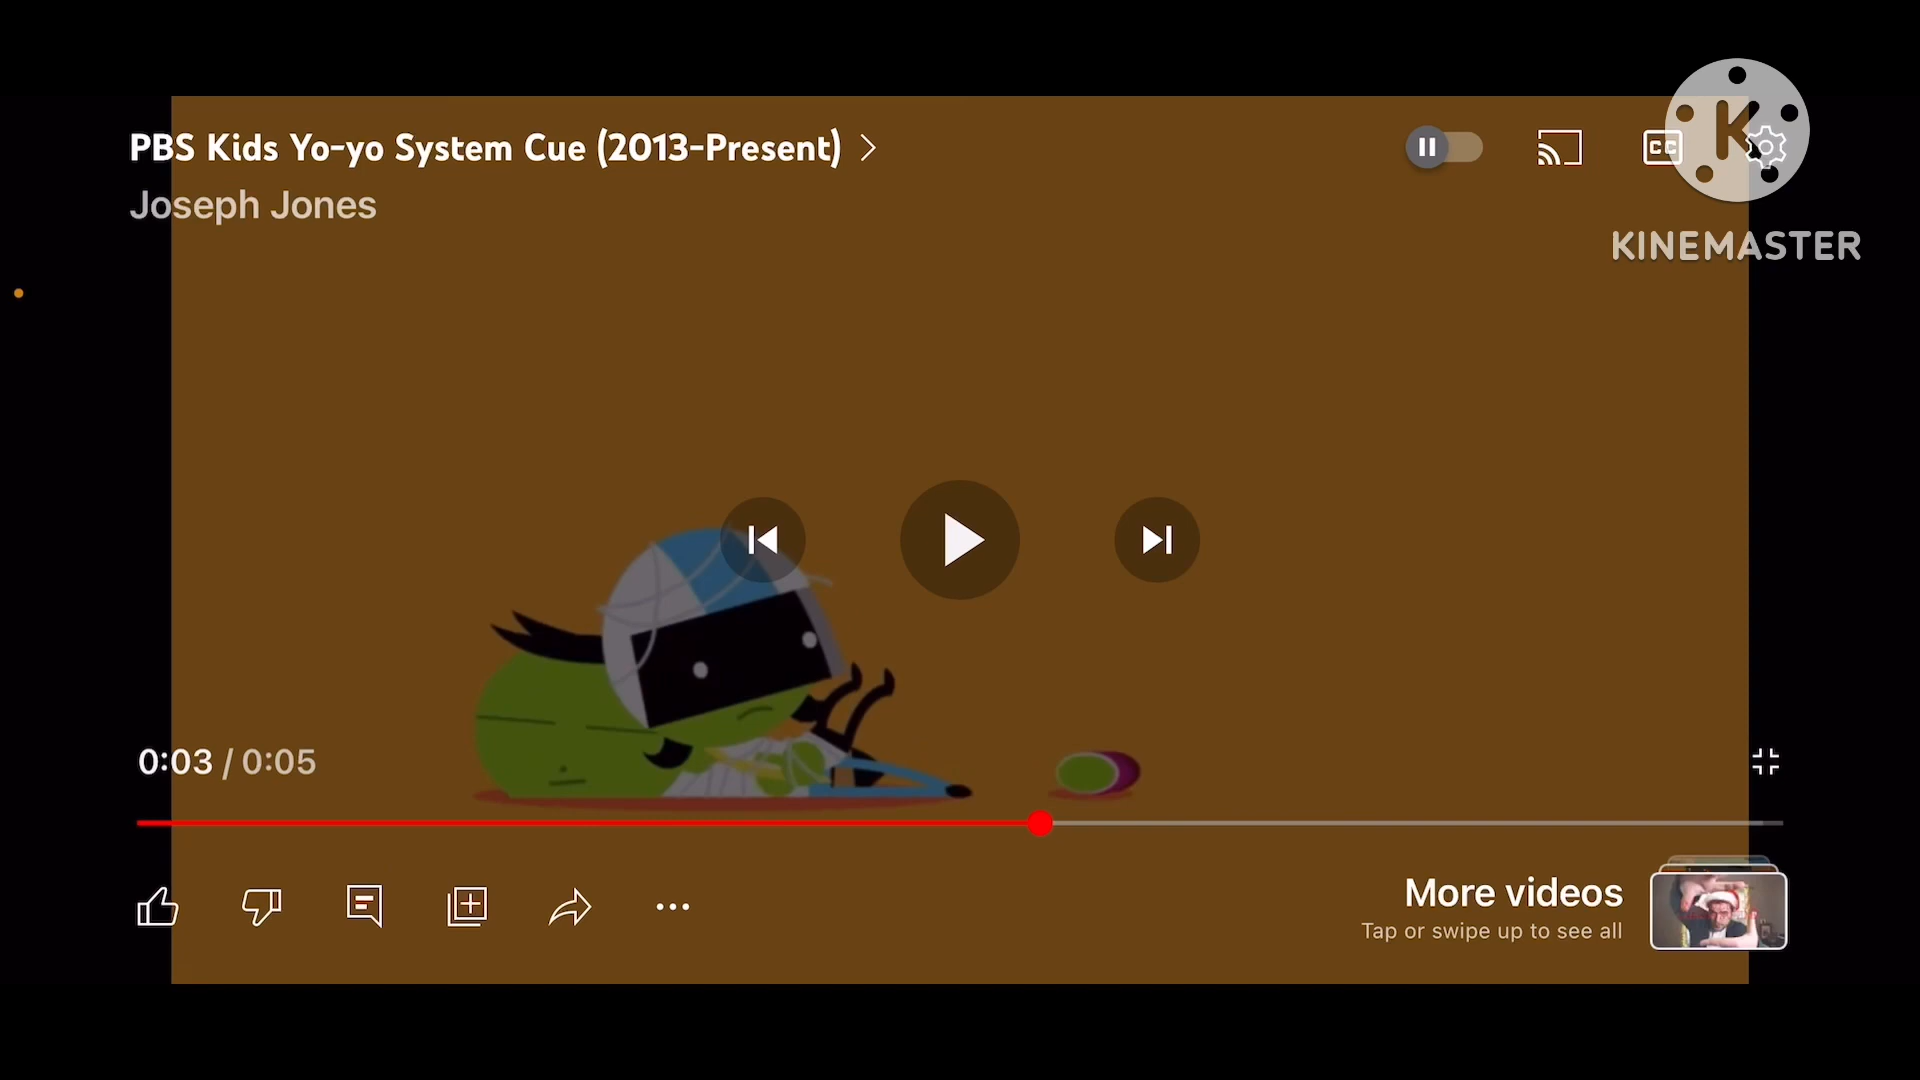 PBS Kids Yo-yo System Cue (2013-Present)
Joseph Jones
CC
K
KINEMASTER
0:03 / 0:05
More videos
Tap or swipe up to see all